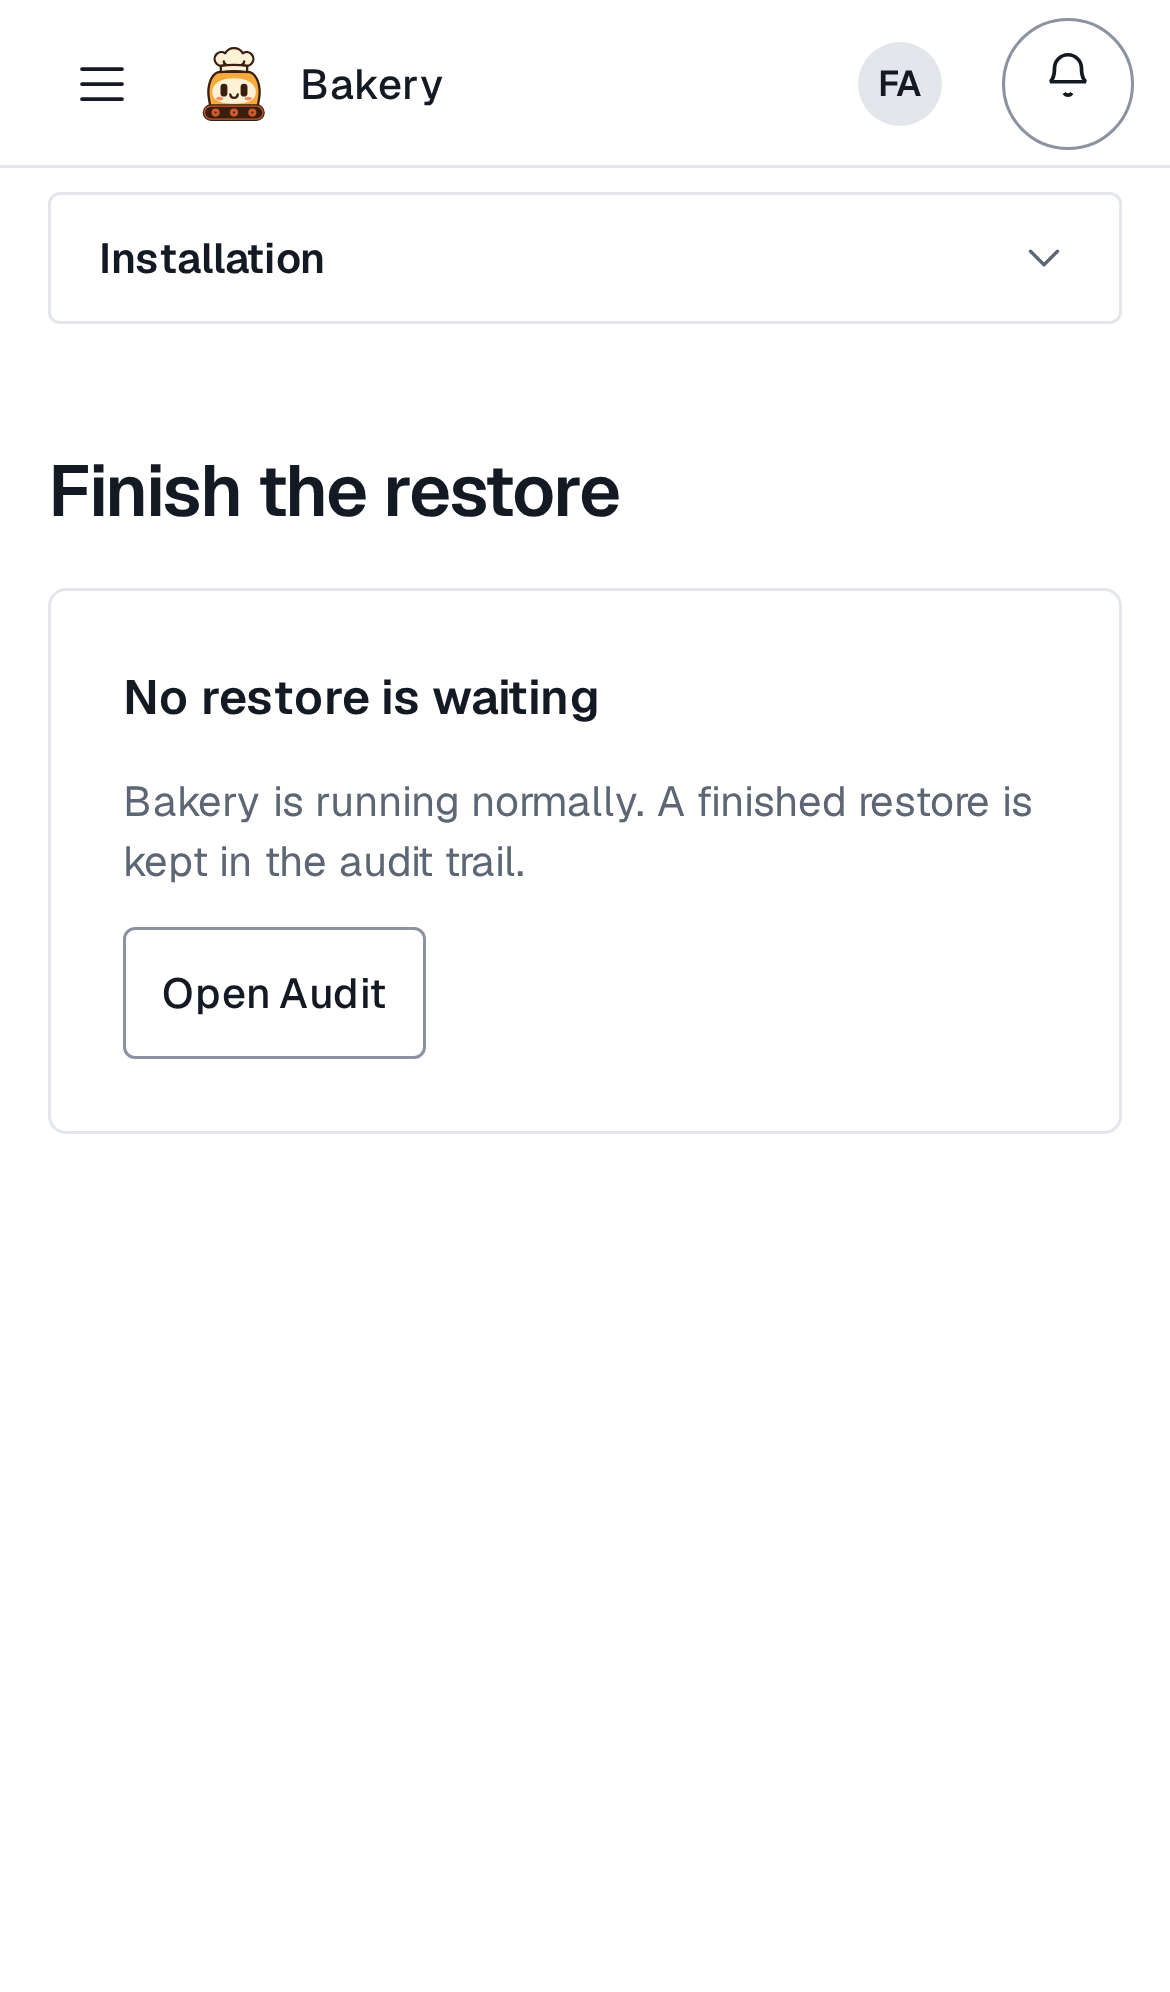 Bakery
FA
Installation
Finish the restore
No restore is waiting
Bakery is running normally. A finished restore is
kept in the audit trail.
Open Audit